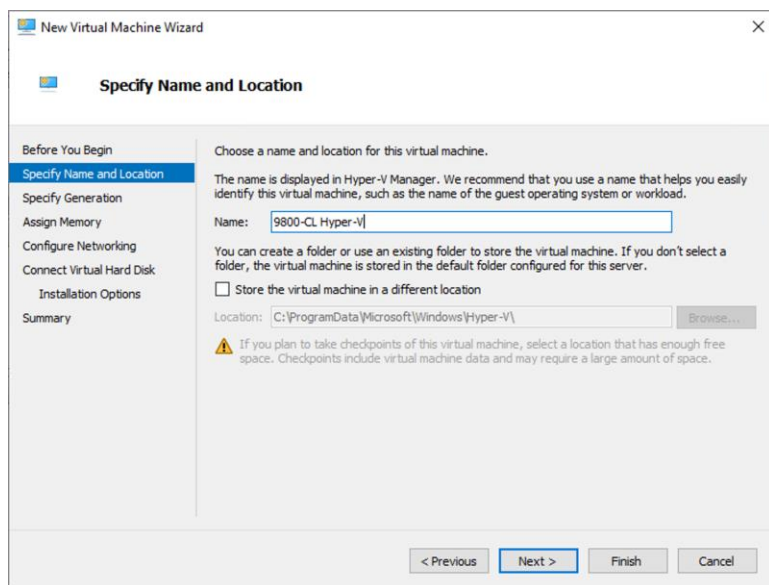 New Virtual Machine Wizard
Specify Name and Location
Before You Begin
Specify Name and Location
Specify Generation
Assign Memory
Configure Networking
Connect Virtual Hard Disk
Installation Options
Summary
Choose a name and location for this virtual machine.
The name is displayed in Hyper-V Manager. We recommend that you use a name that helps you easily
identify this virtual machine, such as the name of the guest operating system or workload.
Name: 9800-CL Hyper-V
You can create a folder or use an existing folder to store the virtual machine. If you don't select a
folder, the virtual machine is stored in the default folder configured for this server.
Store the virtual machine in a different location
Location: C:\ProgramData\Microsoft\Windows\Hyper-V\ Browse...
If you plan to take checkpoints of this virtual machine, select a location that has enough free
space. Checkpoints include virtual machine data and may require a large amount of space.
< Previous Next > Finish Cancel